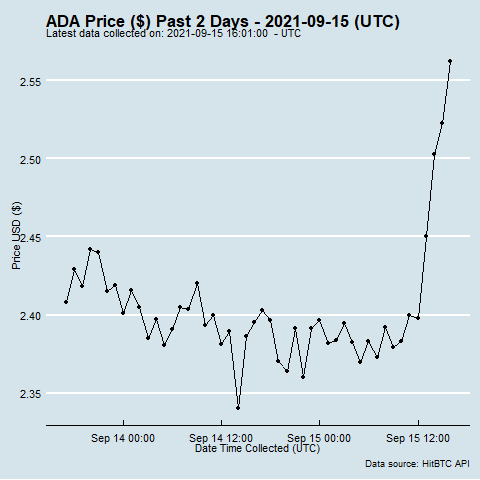 ADA Price ($) Past 2 Days - 2021-09-15 (UTC)
Latest data collected on: 2021-09-15 16:01:00 - UTC
2.55
2.50
2.45
2.40
2.35
Price USD ($)
Sep 14 00:00 Sep 14 12:00 Sep 15 00:00 Sep 15 12:00
Date Time Collected (UTC)
Data source: HitBTC API